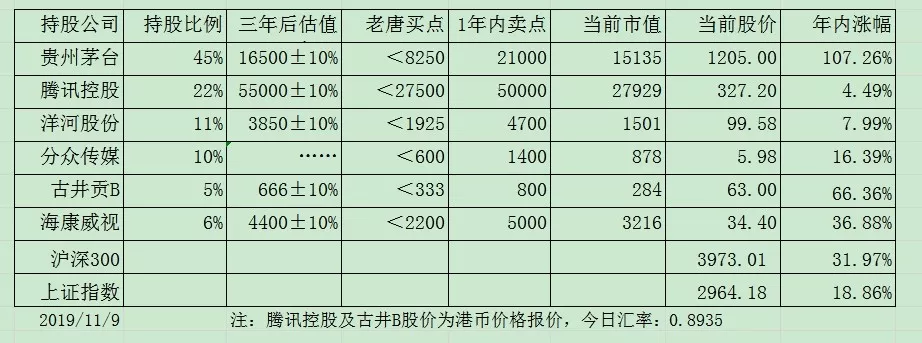 持股公司 持股比例 三年后估值 老唐买点 1年内卖点 当前市值 当前股价 年内涨幅
贵州茅台 45% 16500±10% <8250 21000 15135 1205.00 107.26%
腾讯控股 22% 55000±10% <27500 50000 27929 327.20 4.49%
洋河股份 11% 3850±10% <1925 4700 1501 99.58 7.99%
分众传媒 10% …… <600 1400 878 5.98 16.39%
古井贡B 5% 666±10% <333 800 284 63.00 66.36%
海康威视 6% 4400±10% <2200 5000 3216 34.40 36.88%
沪深300 3973.01 31.97%
上证指数 2964.18 18.86%
2019/11/9 注：腾讯控股及古井B股价为港币价格报价，今日汇率：0.8935